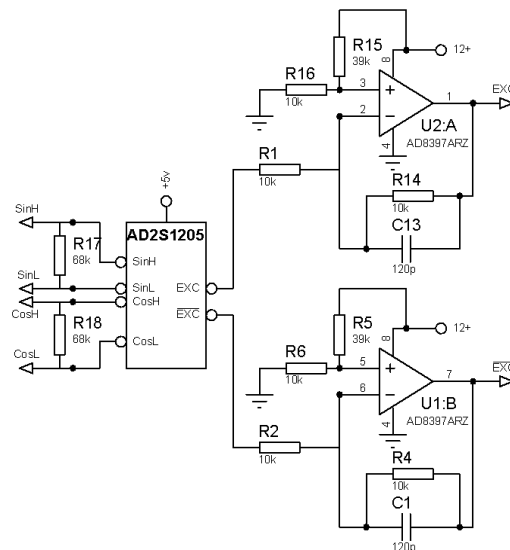 R15
39k
12+
R16
10k
3
8
1
EXC
2
U2:A
4
AD8397ARZ
R1
10k
R14
10k
C13
120p
+5v
AD2S1205
SinH
R17
68k
SinH
EXC
SinL
SinL
CosH
CosH
EXC
R18
68k
CosL
CosL
R5
39k
12+
R6
10k
5
8
7
EXC
6
U1:B
4
AD8397ARZ
R2
10k
R4
10k
C1
120p